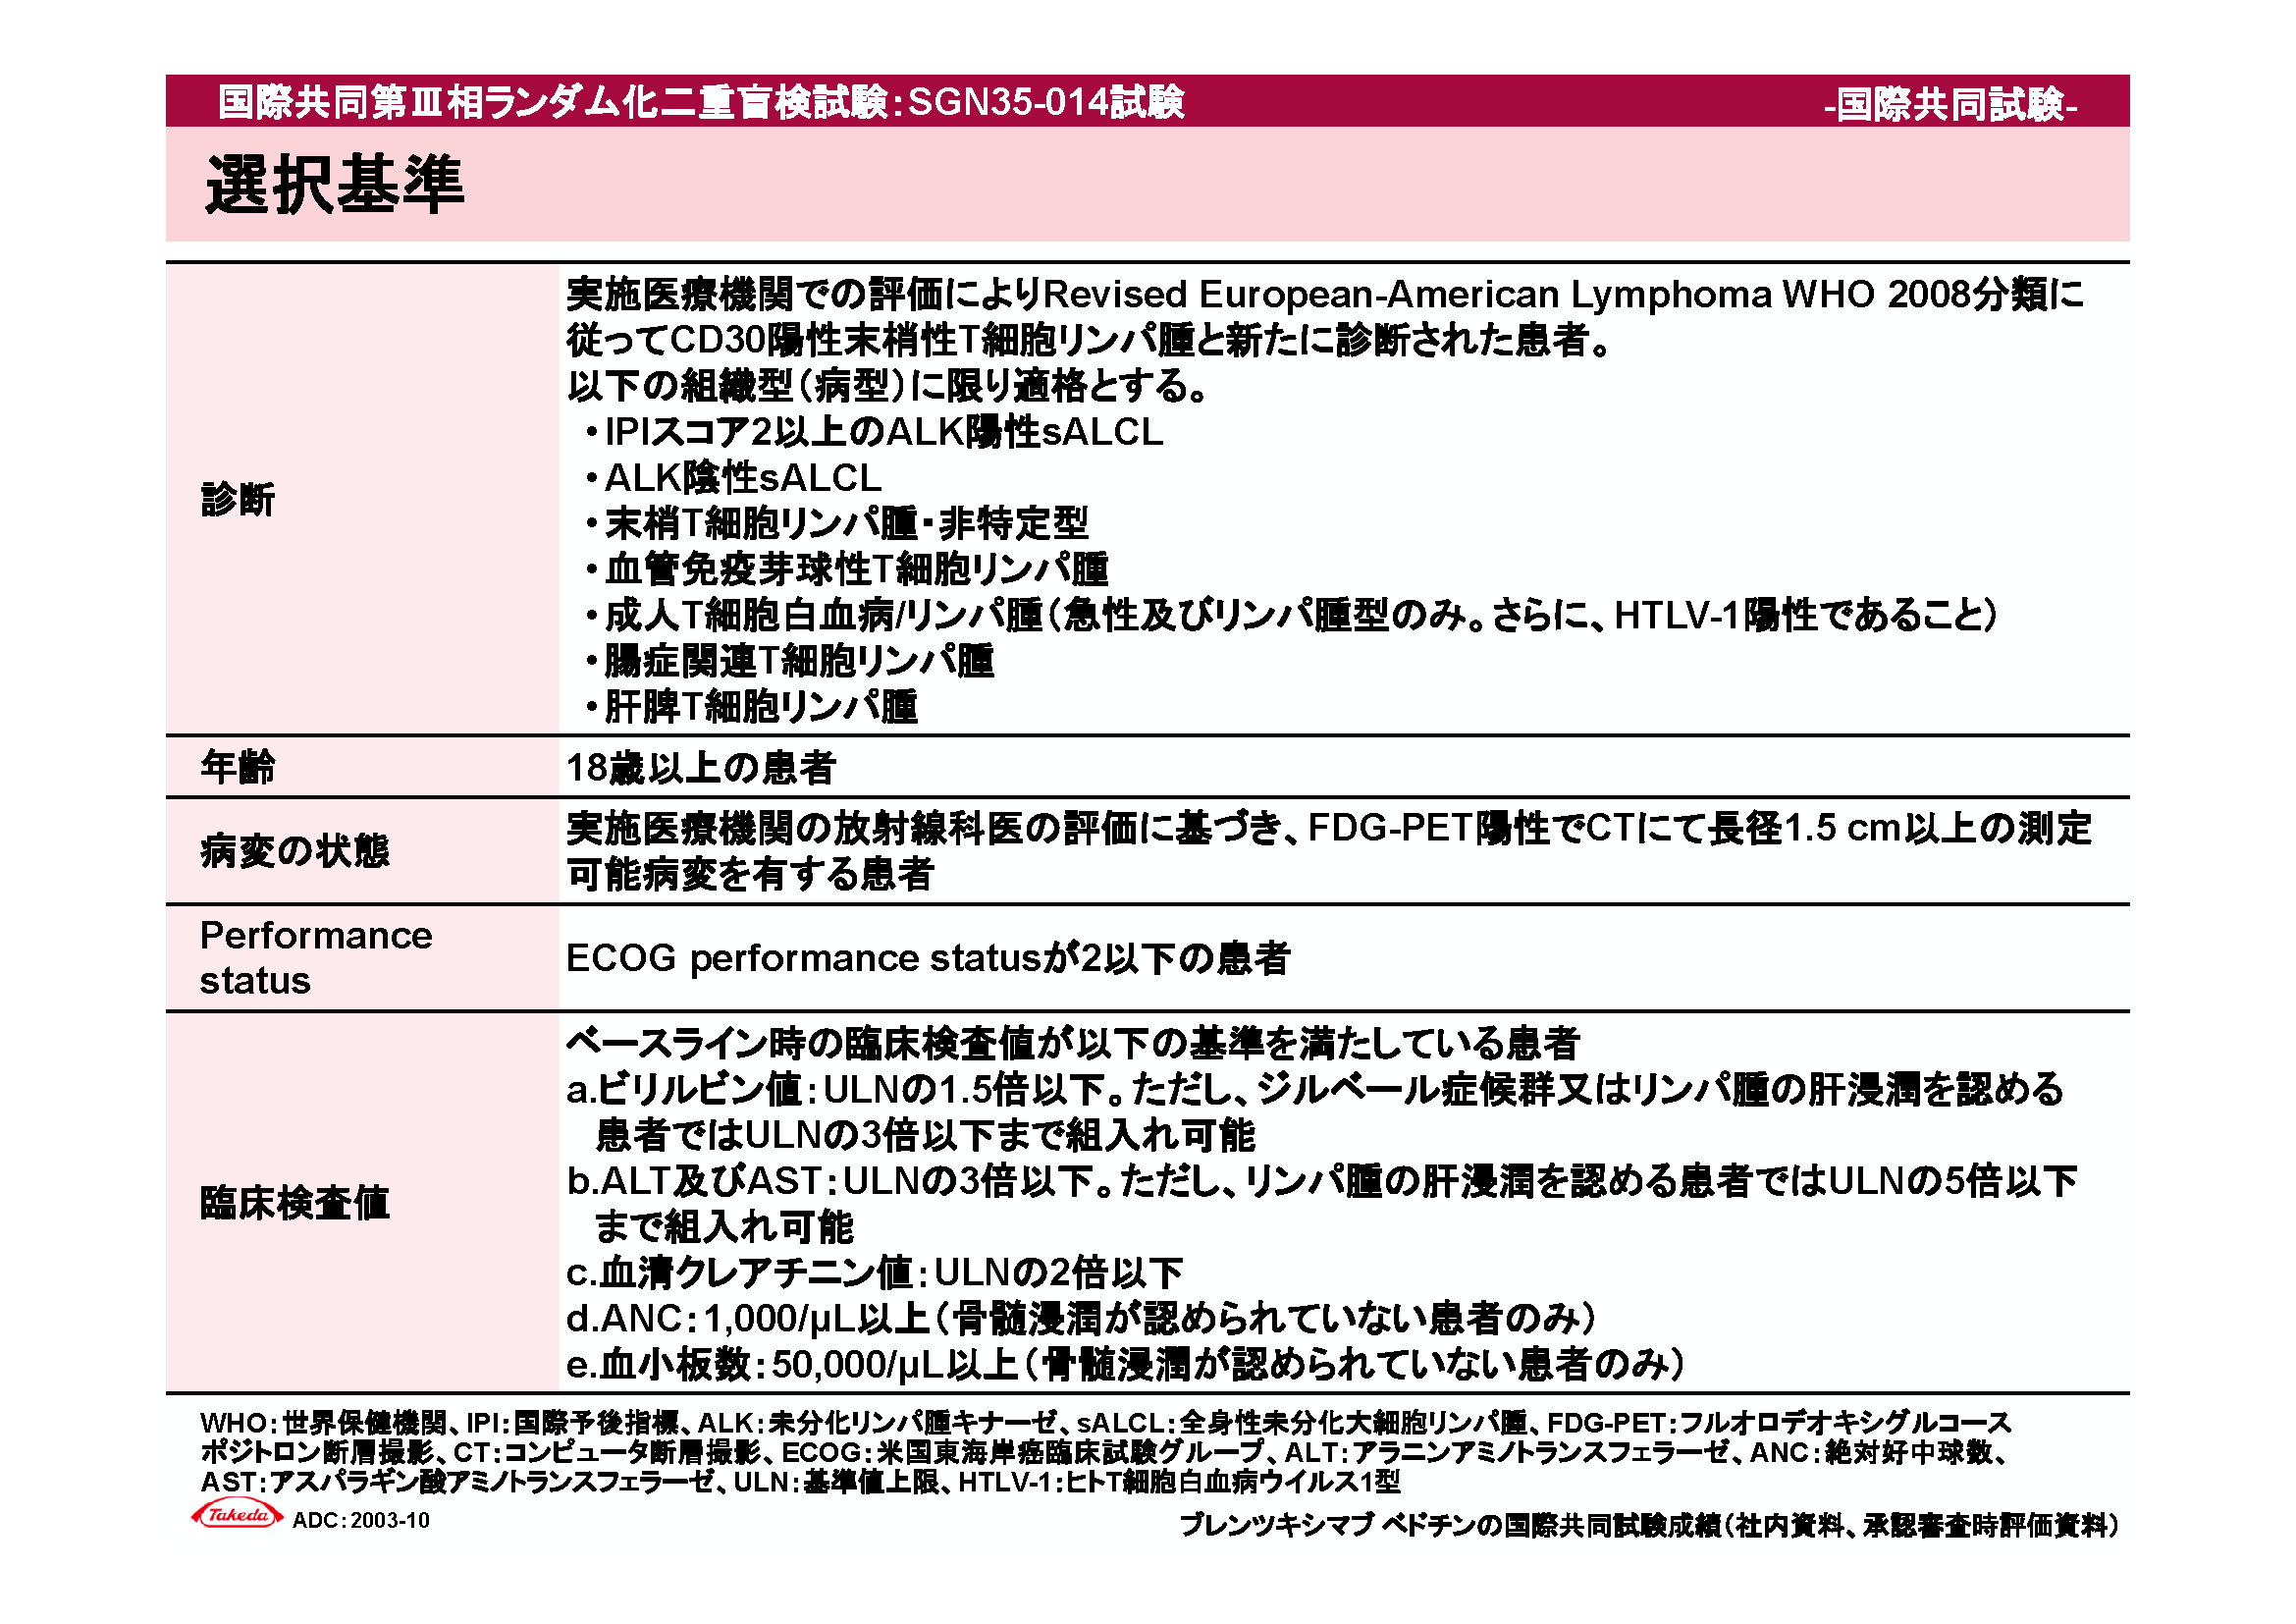 国際共同第Ⅲ相ランダム化二重盲検試験：SGN35-014試験
-国際共同試験-
選択基準
診断
実施医療機関での評価によりRevised European-American Lymphoma WHO 2008分類に
従ってCD30陽性末梢性T細胞リンパ腫と新たに診断された患者。
以下の組織型（病型）に限り適格とする。
・IPIスコア2以上のALK陽性sALCL
・ALK陰性sALCL
・末梢T細胞リンパ腫・非特定型
・血管免疫芽球性T細胞リンパ腫
・成人T細胞白血病/リンパ腫（急性及びリンパ腫型のみ。さらに、HTLV-1陽性であること）
・腸症関連T細胞リンパ腫
・肝脾T細胞リンパ腫
年齢
18歳以上の患者
病変の状態
実施医療機関の放射線科医の評価に基づき、FDG-PET陽性でCTにて長径1.5 cm以上の測定
可能病変を有する患者
Performance
status
ECOG performance statusが2以下の患者
臨床検査値
ベースライン時の臨床検査値が以下の基準を満たしている患者
a.ビリルビン値：ULNの1.5倍以下。ただし、ジルベール症候群又はリンパ腫の肝浸潤を認める
患者ではULNの3倍以下まで組入れ可能
b.ALT及びAST：ULNの3倍以下。ただし、リンパ腫の肝浸潤を認める患者ではULNの5倍以下
まで組入れ可能
c.血清クレアチニン値：ULNの2倍以下
d.ANC：1,000/μL以上（骨髄浸潤が認められていない患者のみ）
e.血小板数：50,000/μL以上（骨髄浸潤が認められていない患者のみ）
WHO：世界保健機関、IPI：国際予後指標、ALK：未分化リンパ腫キナーゼ、sALCL：全身性未分化大細胞リンパ腫、FDG-PET：フルオロデオキシグルコース
ポジトロン断層撮影、CT：コンピュータ断層撮影、ECOG：米国東海岸癌臨床試験グループ、ALT：アラニンアミノトランスフェラーゼ、ANC：絶対好中球数、
AST：アスパラギン酸アミノトランスフェラーゼ、ULN：基準値上限、HTLV-1：ヒトT細胞白血病ウイルス1型
Takeda
ADC：2003-10
ブレンツキシマブ ベドチンの国際共同試験成績（社内資料、承認審査時評価資料）